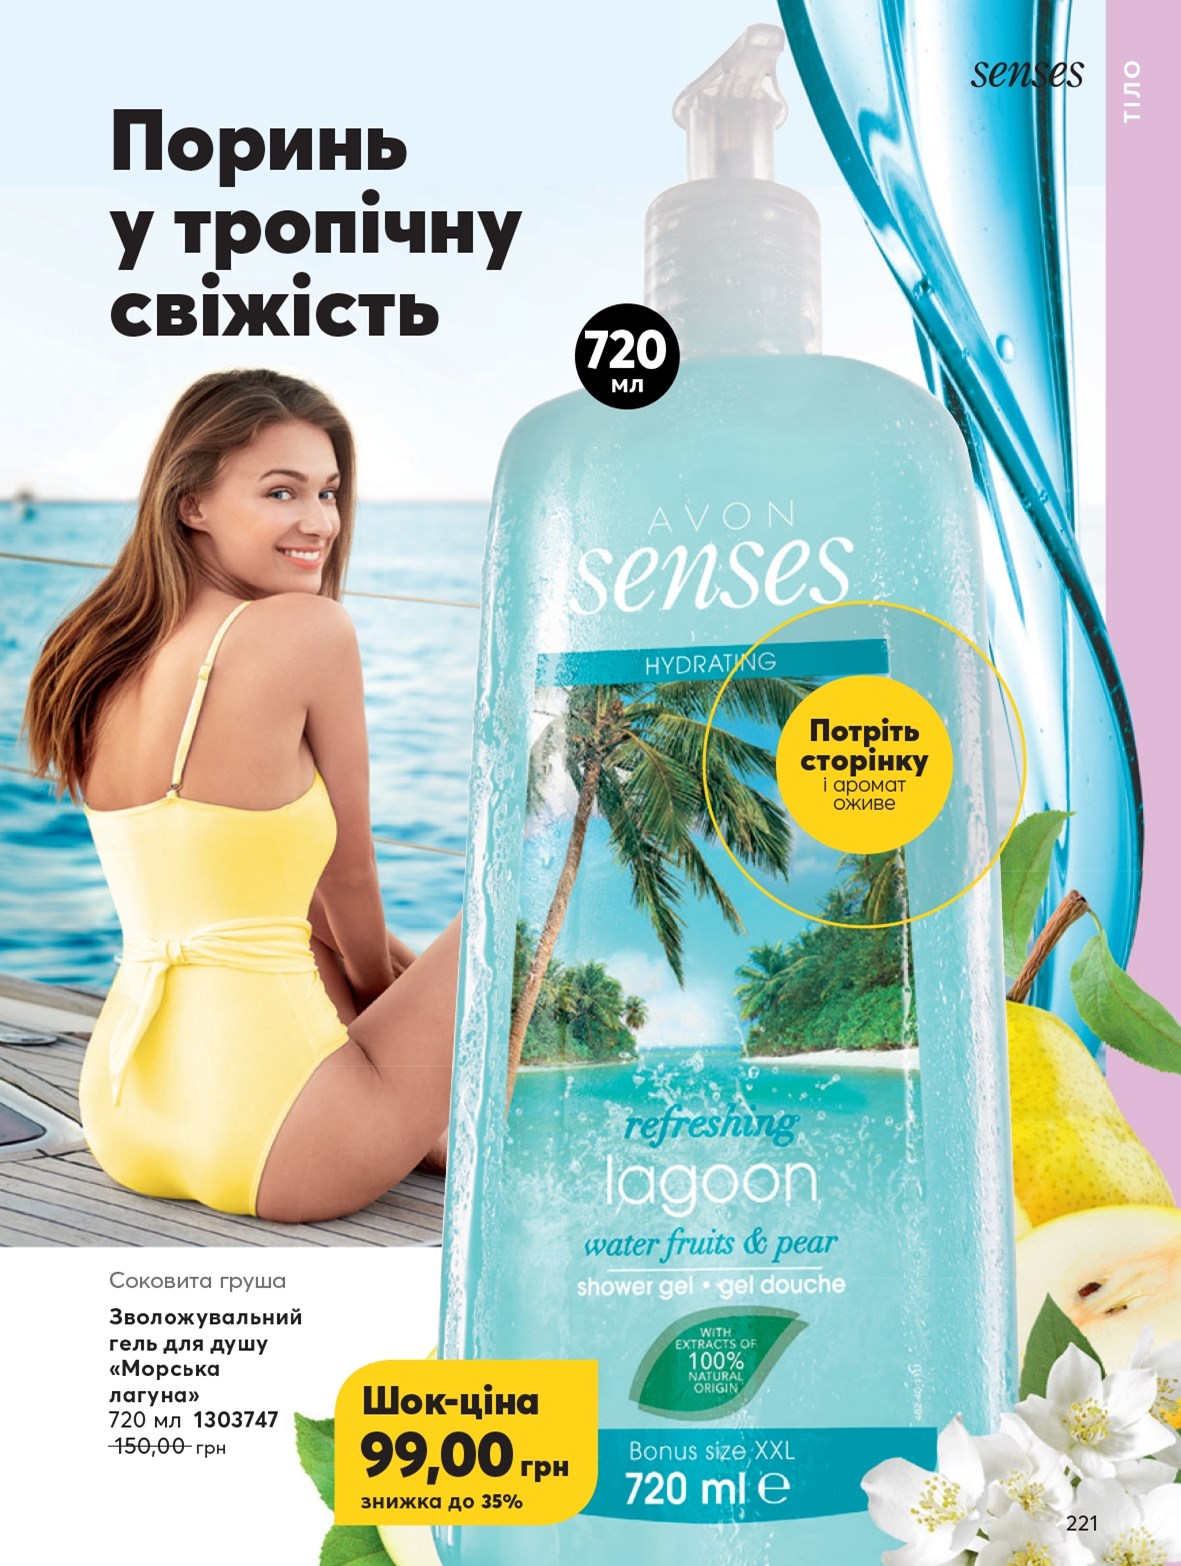 senses
ТІЛО
Поринь
у тропічну
свіжість
720
мл
AVON
senses
HYDRATING
Потріть
сторінку
і аромат
оживе
refreshing
lagoon
water fruits & pear
shower gel • gel douche
WITH
EXTRACTS OF
100%
NATURAL
ORIGIN
Bonus size XXL
720 ml e
Соковита груша
Зволожувальний
гель для душу
«Морська
лагуна»
720 мл 1303747
150,00 грн
Шок-ціна
99,00 грн
знижка до 35%
221